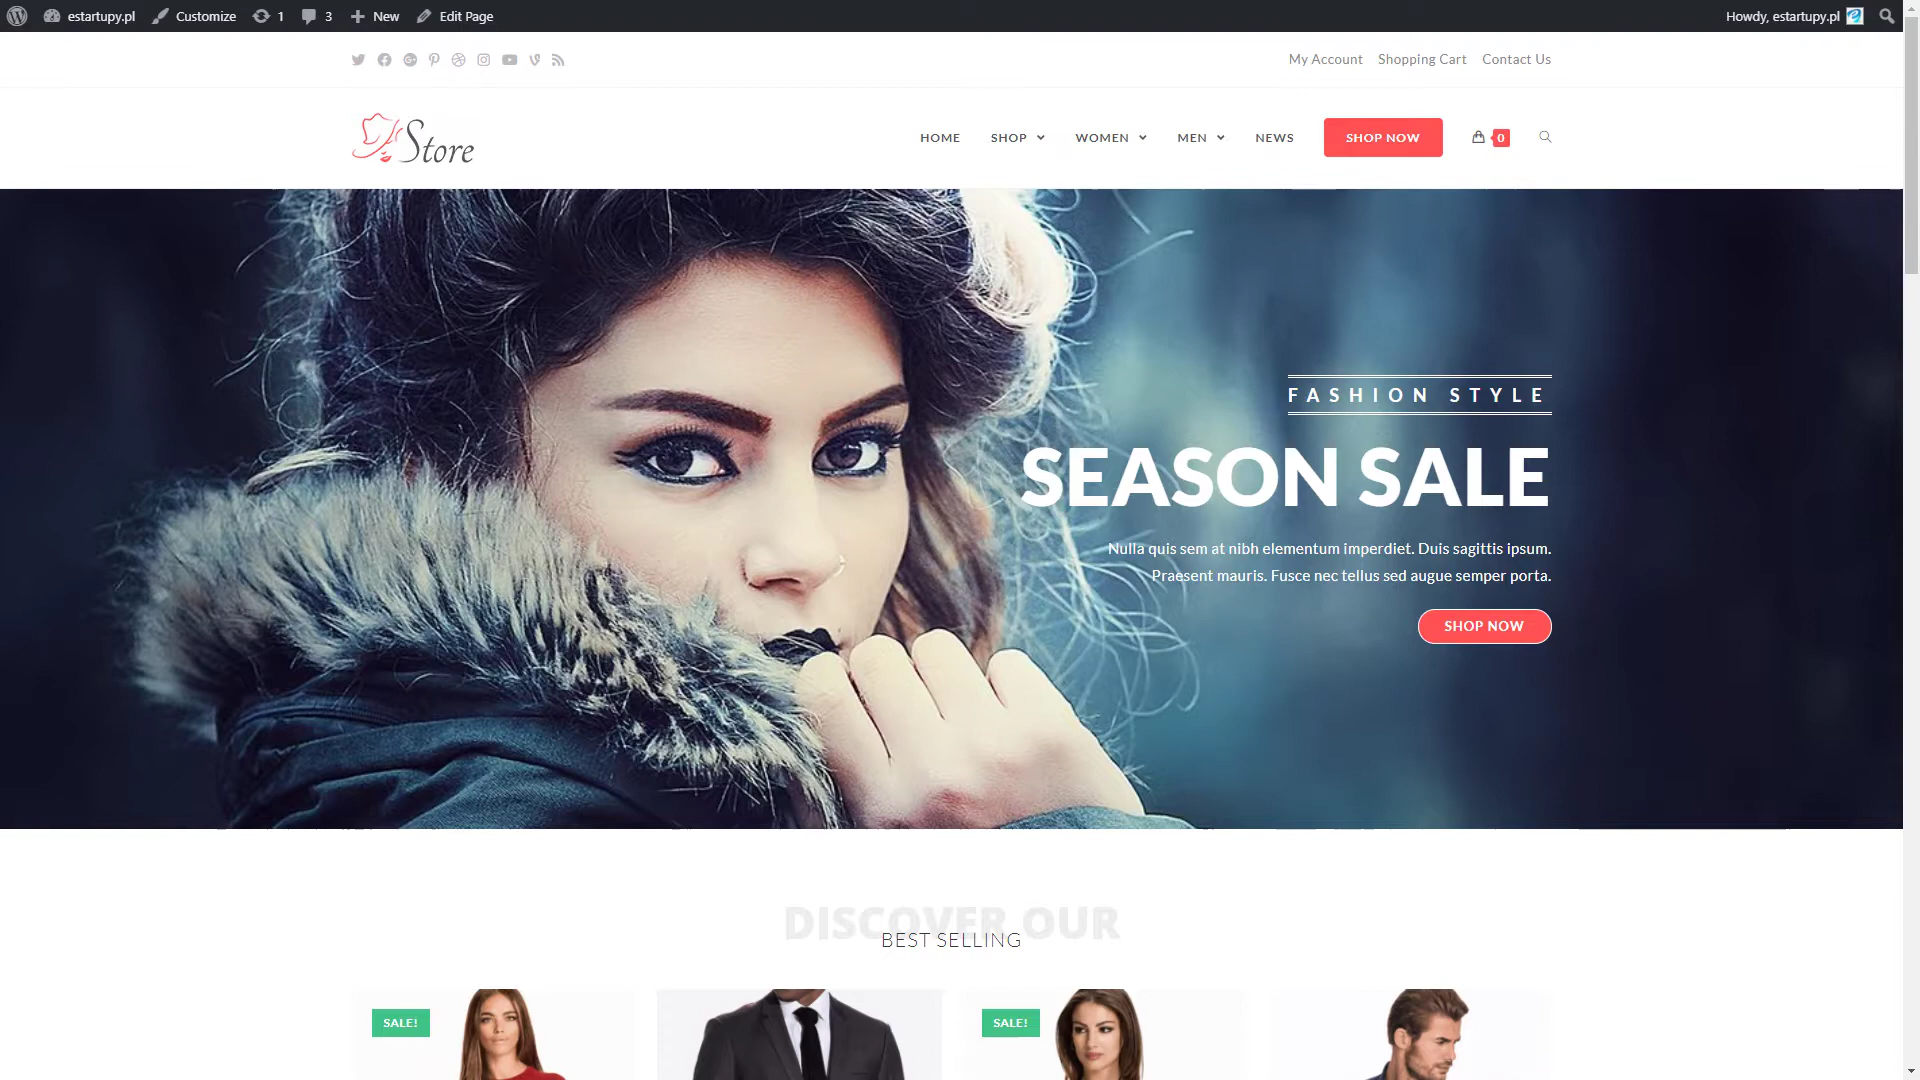 estartupy.pl Customize 1 3 New Edit Page Howdy, estartupy.pl
My Account Shopping Cart Contact Us
Store HOME SHOP WOMEN MEN NEWS SHOP NOW 0
FASHION STYLE
SEASON SALE
Nulla quis sem at nibh elementum imperdiet. Duis sagittis ipsum.
Praesent mauris. Fusce nec tellus sed augue semper porta.
SHOP NOW
DISCOVER OUR
BEST SELLING
SALE! SALE!